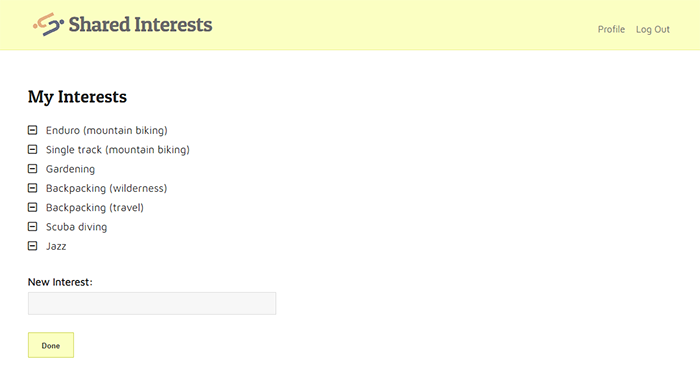 Shared Interests
Profile Log Out
My Interests
Enduro (mountain biking)
Single track (mountain biking)
Gardening
Backpacking (wilderness)
Backpacking (travel)
Scuba diving
Jazz
New Interest:
Done